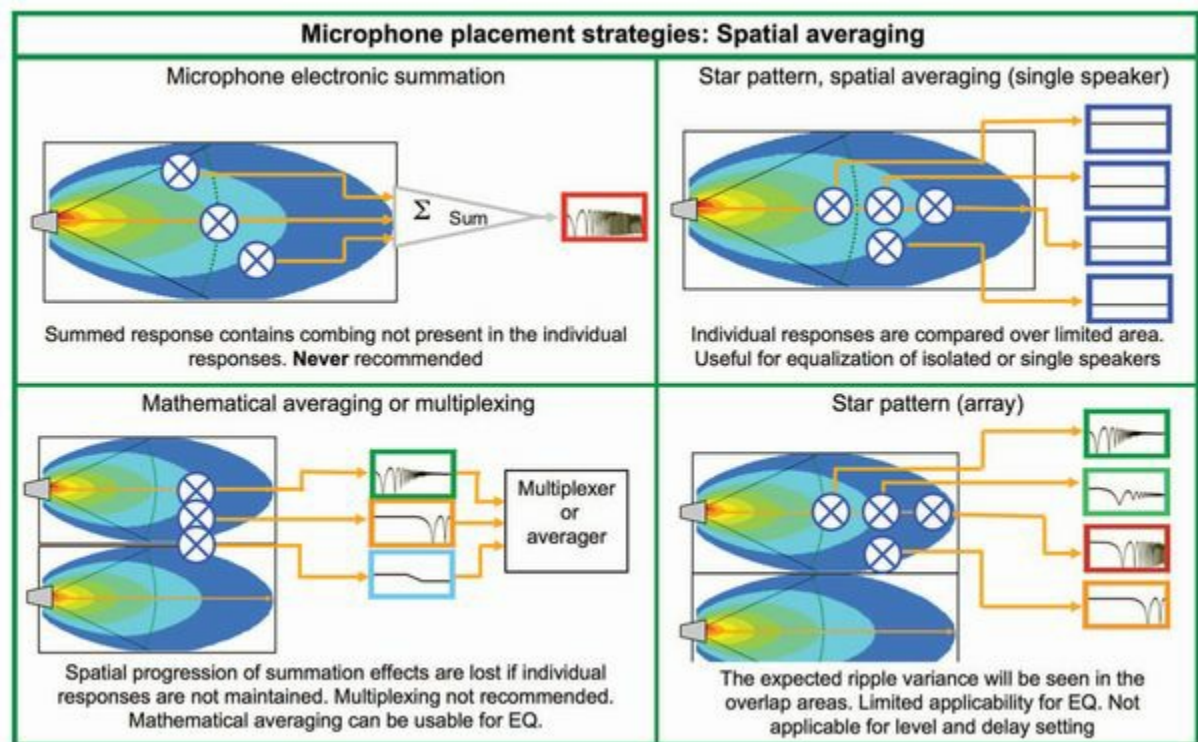 Microphone placement strategies: Spatial averaging
Microphone electronic summation
Σ Sum
Summed response contains combing not present in the individual
responses. Never recommended
Star pattern, spatial averaging (single speaker)
Individual responses are compared over limited area.
Useful for equalization of isolated or single speakers
Mathematical averaging or multiplexing
Multiplexer
or
averager
Spatial progression of summation effects are lost if individual
responses are not maintained. Multiplexing not recommended.
Mathematical averaging can be usable for EQ.
Star pattern (array)
The expected ripple variance will be seen in the
overlap areas. Limited applicability for EQ. Not
applicable for level and delay setting